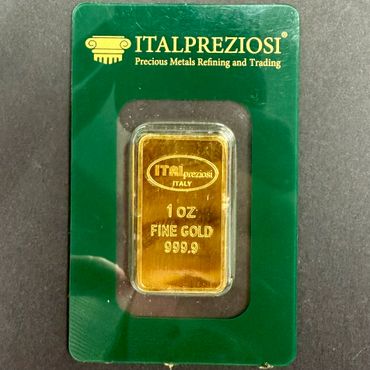 ITALPREZIOSI®
Precious Metals Refining and Trading
ITALpreziosi
ITALY
1 OZ
FINE GOLD
999.9